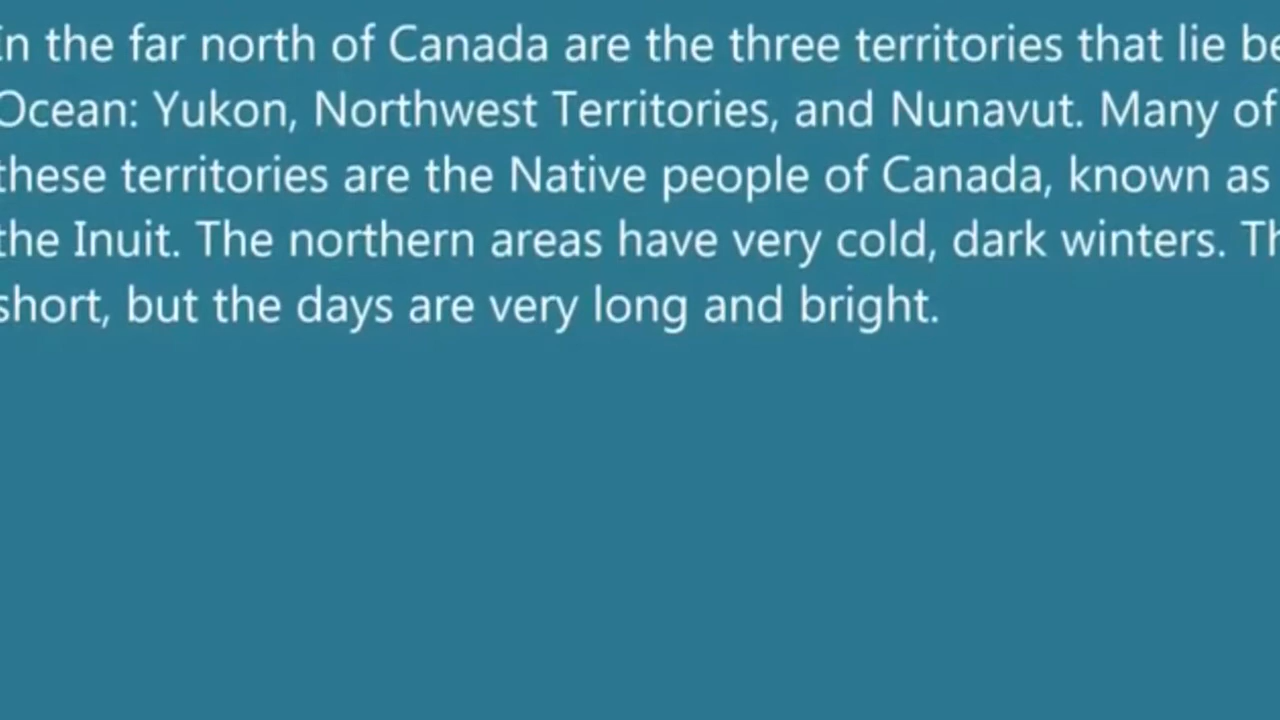 In the far north of Canada are the three territories that lie
Ocean: Yukon, Northwest Territories, and Nunavut. Many of
these territories are the Native people of Canada, known as
the Inuit. The northern areas have very cold, dark winters.
short, but the days are very long and bright.